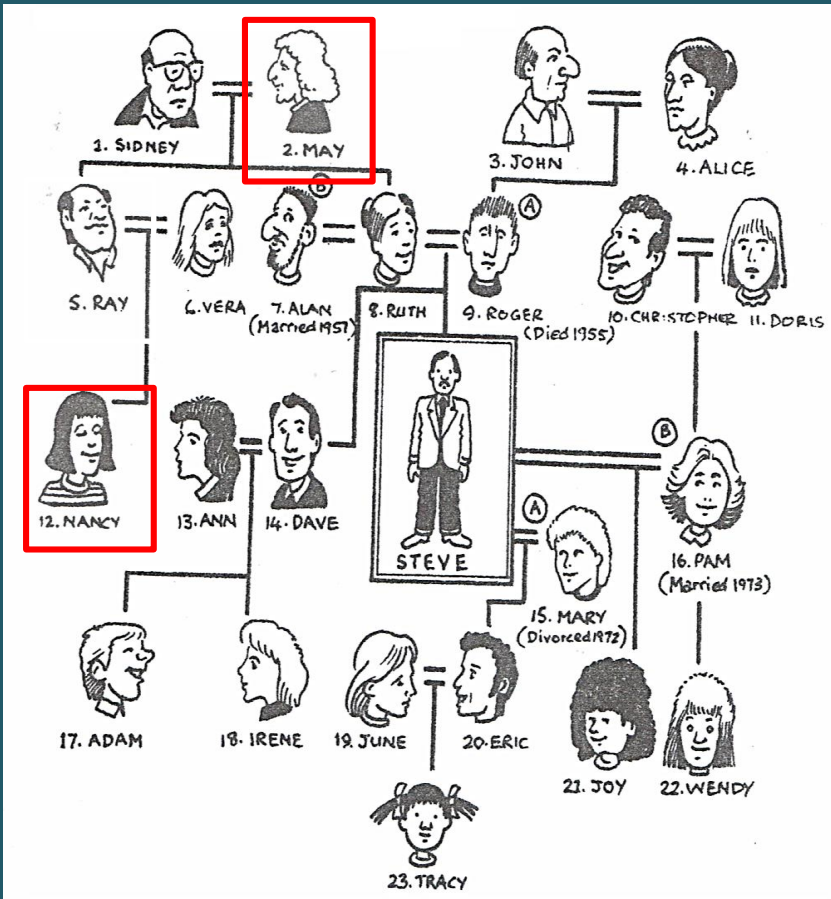 1. SIDNEY
2. MAY
3. JOHN
4. ALICE
B
A
5. RAY
6. VERA
7. ALAN
(Married 1957)
8. RUTH
9. ROGER
(Died 1955)
10. CHRISTOPHER
11. DORIS
B
12. NANCY
13. ANN
14. DAVE
STEVE
A
15. MARY
(Divorced 1972)
16. PAM
(Married 1973)
17. ADAM
18. IRENE
19. JUNE
20. ERIC
21. JOY
22. WENDY
23. TRACY